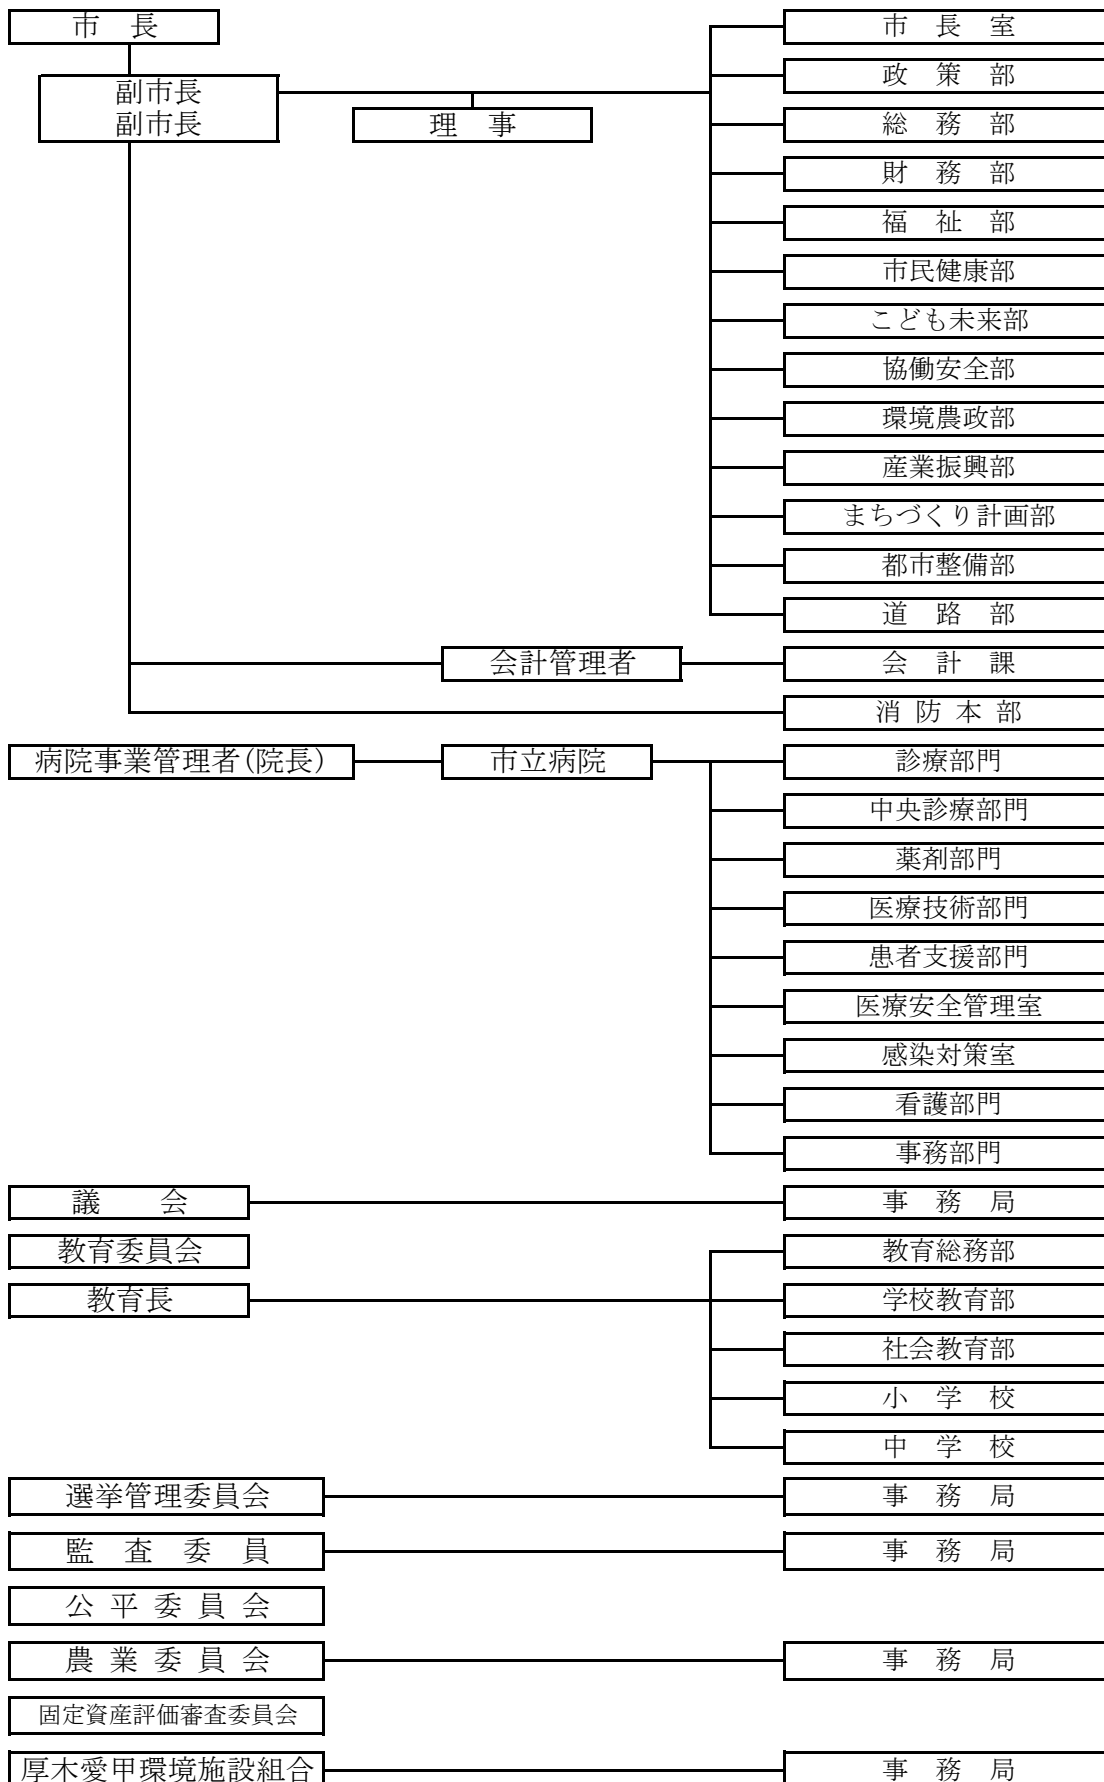 市　長
市　長　室
副市長
副市長
政　策　部
理　事
総　務　部
財　務　部
福　祉　部
市民健康部
こども未来部
協働安全部
環境農政部
産業振興部
まちづくり計画部
都市整備部
道　路　部
会計管理者
会　計　課
消 防 本 部
病院事業管理者(院長)
市立病院
診療部門
中央診療部門
薬剤部門
医療技術部門
患者支援部門
医療安全管理室
感染対策室
看護部門
事務部門
議　　会
事　務　局
教育委員会
教育総務部
教育長
学校教育部
社会教育部
小　学　校
中　学　校
選挙管理委員会
事　務　局
監　査　委　員
事　務　局
公 平 委 員 会
農 業 委 員 会
事　務　局
固定資産評価審査委員会
厚木愛甲環境施設組合
事　務　局